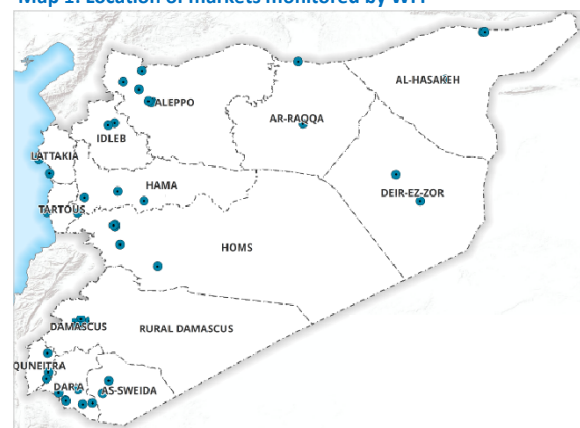 Map 1: Location of markets monitored by WFP
AL-HASAKEH
ALEPPO
AR-RAQQA
IDLEB
LATTAKIA
HAMA
DEIR-EZ-ZOR
TARTOUS
HOMS
DAMASCUS
RURAL DAMASCUS
QUNEITRA
DARA
AS-SWEIDA